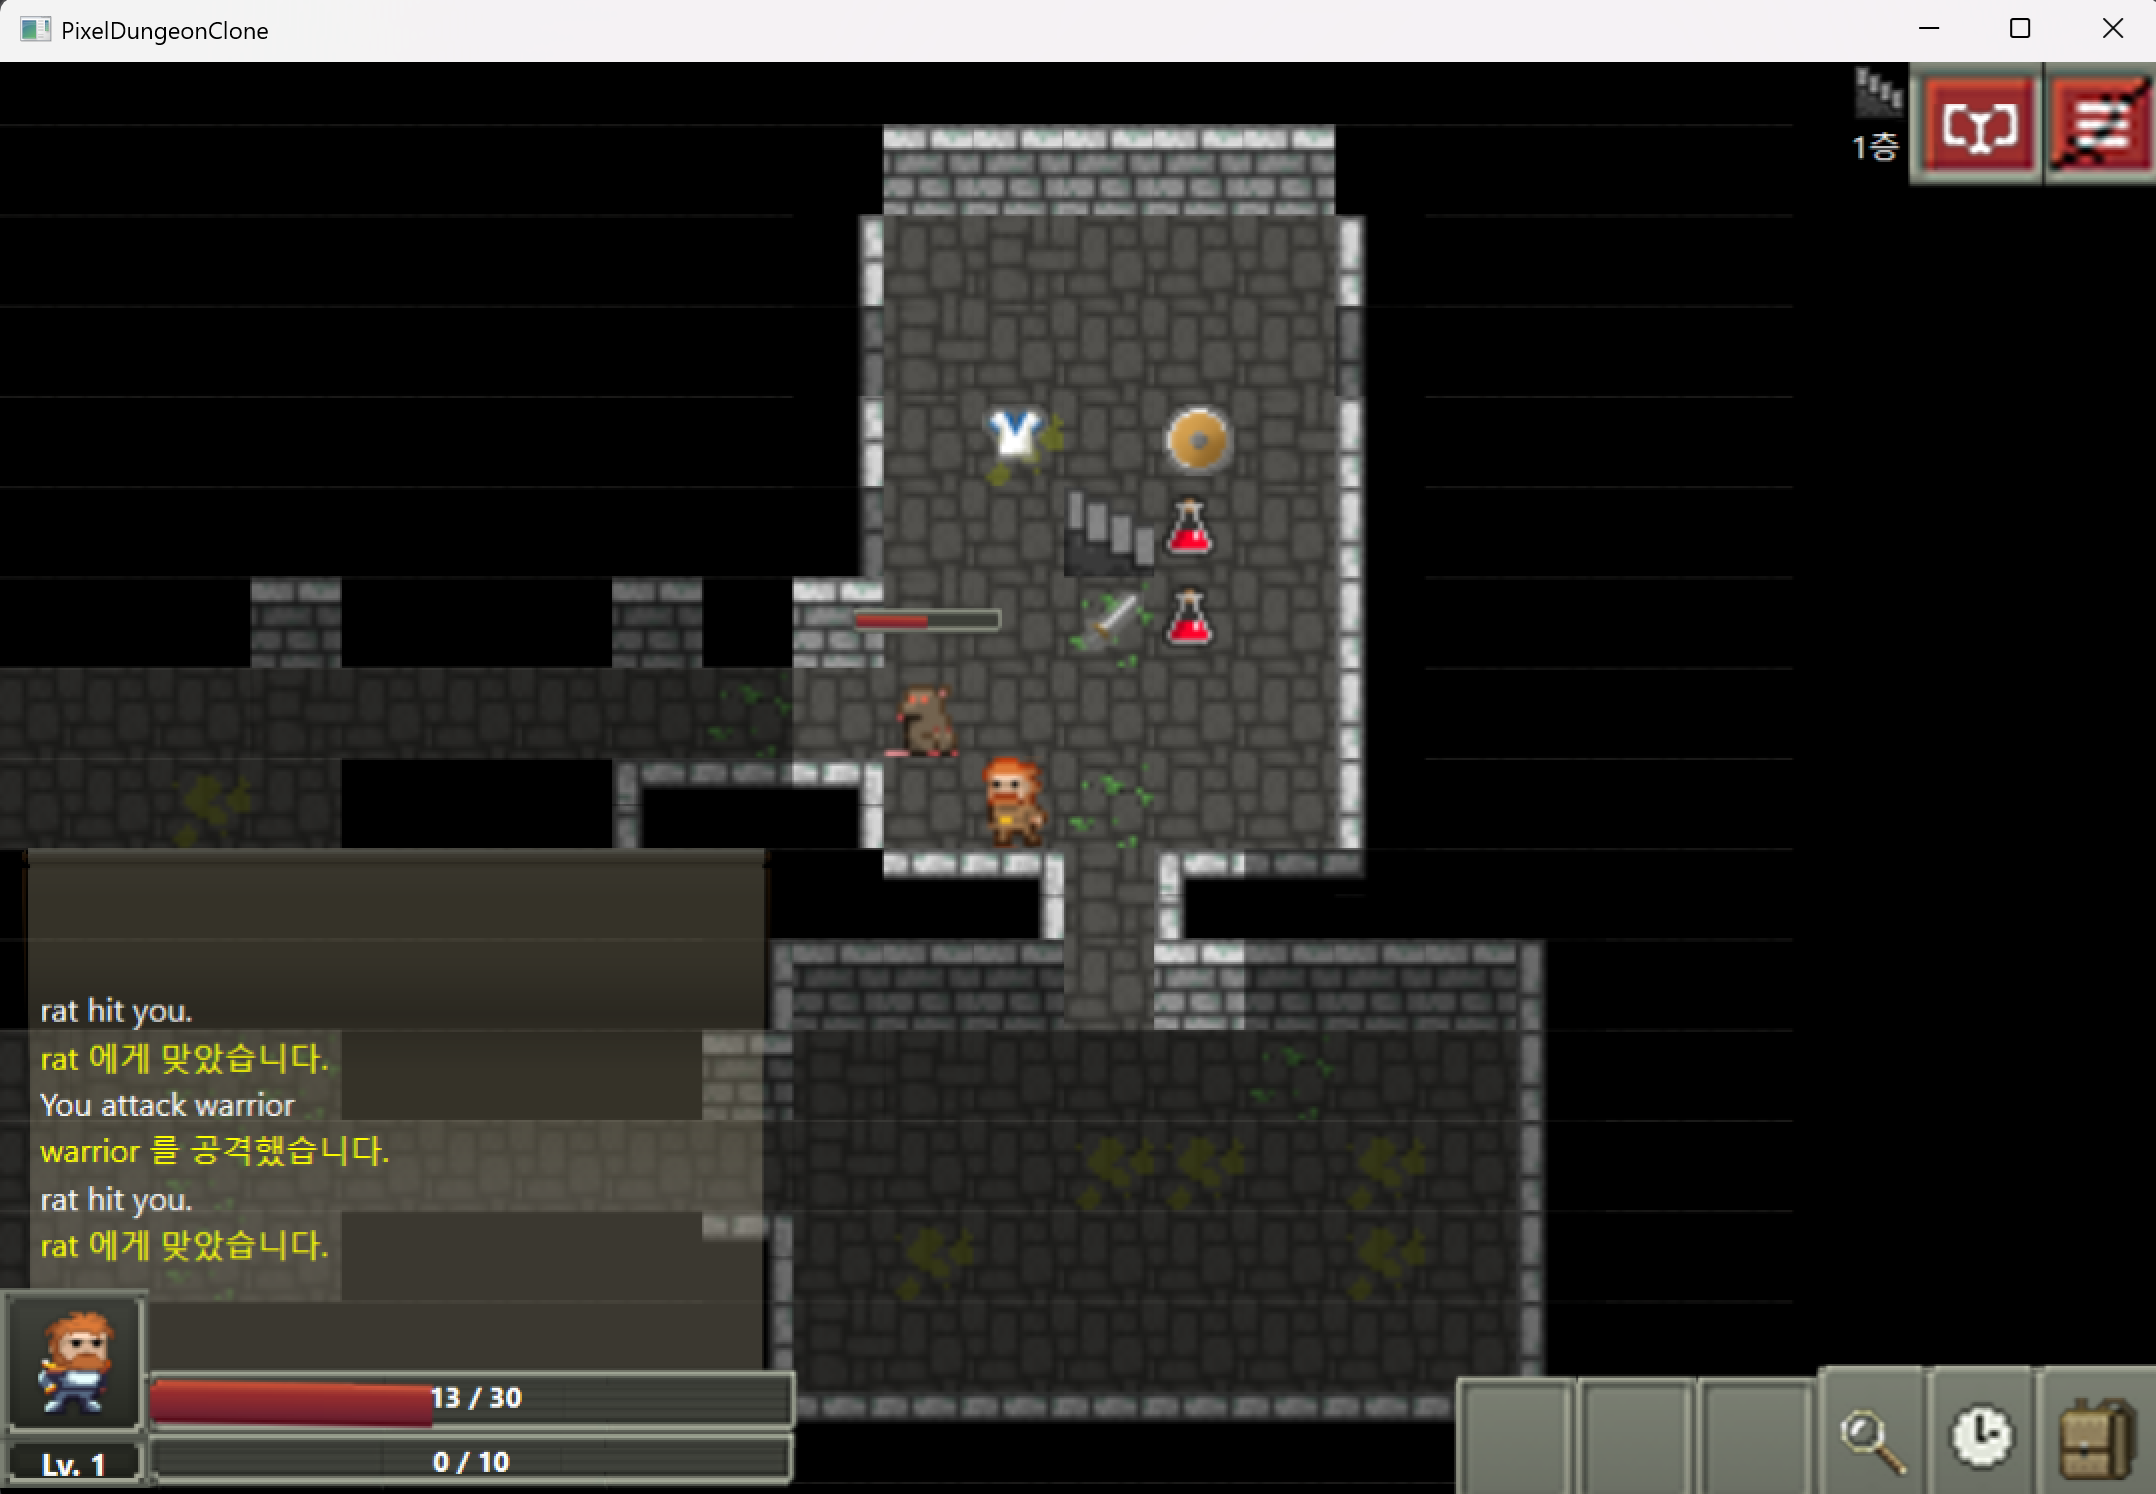 PixelDungeonClone
1층
rat hit you.
rat 에게 맞았습니다.
You attack warrior
warrior 를 공격했습니다.
rat hit you.
rat 에게 맞았습니다.
13 / 30
Lv. 1
0 / 10